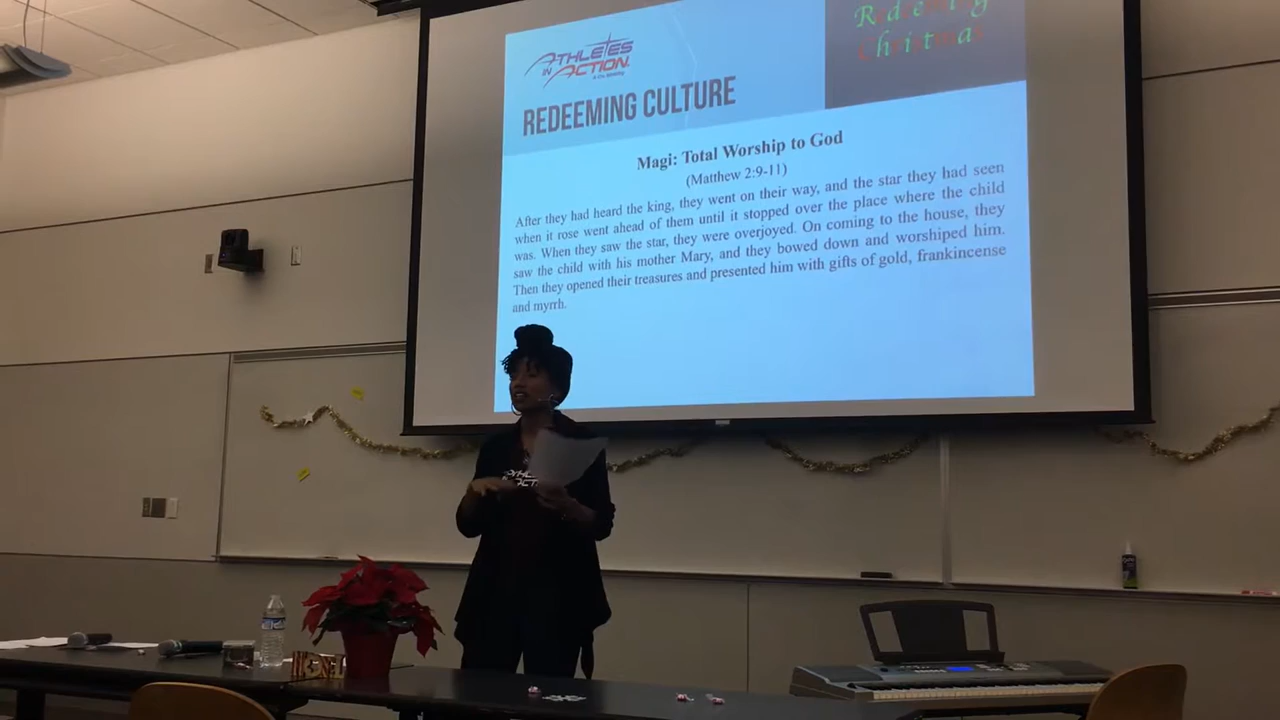 ATHLETES
IN ACTION
REDEEMING CULTURE
Redeeming
Christmas
Magi: Total Worship to God
(Matthew 2:9-11)
After they had heard the king, they went on their way, and the star they had seen
when it rose went ahead of them until it stopped over the place where the child
was. When they saw the star, they were overjoyed. On coming to the house, they
saw the child with his mother Mary, and they bowed down and worshiped him.
Then they opened their treasures and presented him with gifts of gold, frankincense
and myrrh.
NOEL